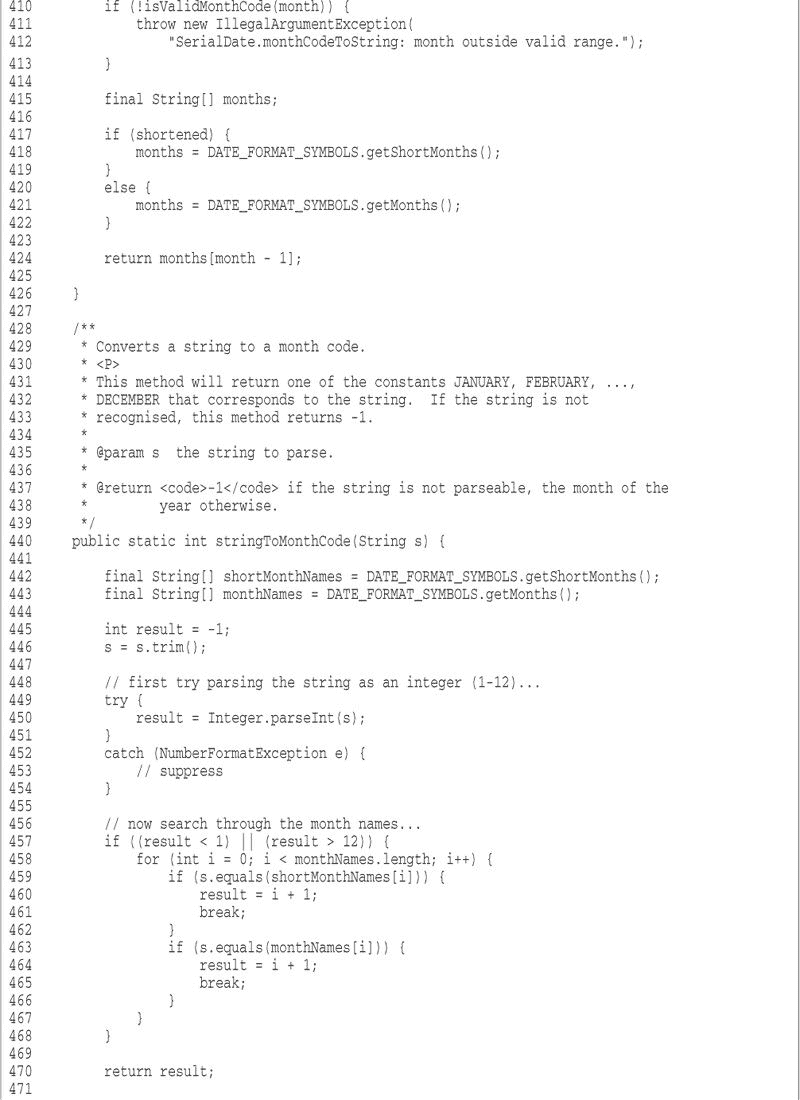 410         if (!isValidMonthCode(month)) {
411             throw new IllegalArgumentException(
412                 "SerialDate.monthCodeToString: month outside valid range.");
413         }
414
415         final String[] months;
416
417         if (shortened) {
418             months = DATE_FORMAT_SYMBOLS.getShortMonths();
419         }
420         else {
421             months = DATE_FORMAT_SYMBOLS.getMonths();
422         }
423
424         return months[month - 1];
425
426     }
427
428     /**
429      * Converts a string to a month code.
430      * <P>
431      * This method will return one of the constants JANUARY, FEBRUARY, ...,
432      * DECEMBER that corresponds to the string.  If the string is not
433      * recognised, this method returns -1.
434      *
435      * @param s  the string to parse.
436      *
437      * @return <code>-1</code> if the string is not parseable, the month of the
438      *         year otherwise.
439      */
440     public static int stringToMonthCode(String s) {
441
442         final String[] shortMonthNames = DATE_FORMAT_SYMBOLS.getShortMonths();
443         final String[] monthNames = DATE_FORMAT_SYMBOLS.getMonths();
444
445         int result = -1;
446         s = s.trim();
447
448         // first try parsing the string as an integer (1-12)...
449         try {
450             result = Integer.parseInt(s);
451         }
452         catch (NumberFormatException e) {
453             // suppress
454         }
455
456         // now search through the month names...
457         if ((result < 1) || (result > 12)) {
458             for (int i = 0; i < monthNames.length; i++) {
459                 if (s.equals(shortMonthNames[i])) {
460                     result = i + 1;
461                     break;
462                 }
463                 if (s.equals(monthNames[i])) {
464                     result = i + 1;
465                     break;
466                 }
467             }
468         }
469
470         return result;
471